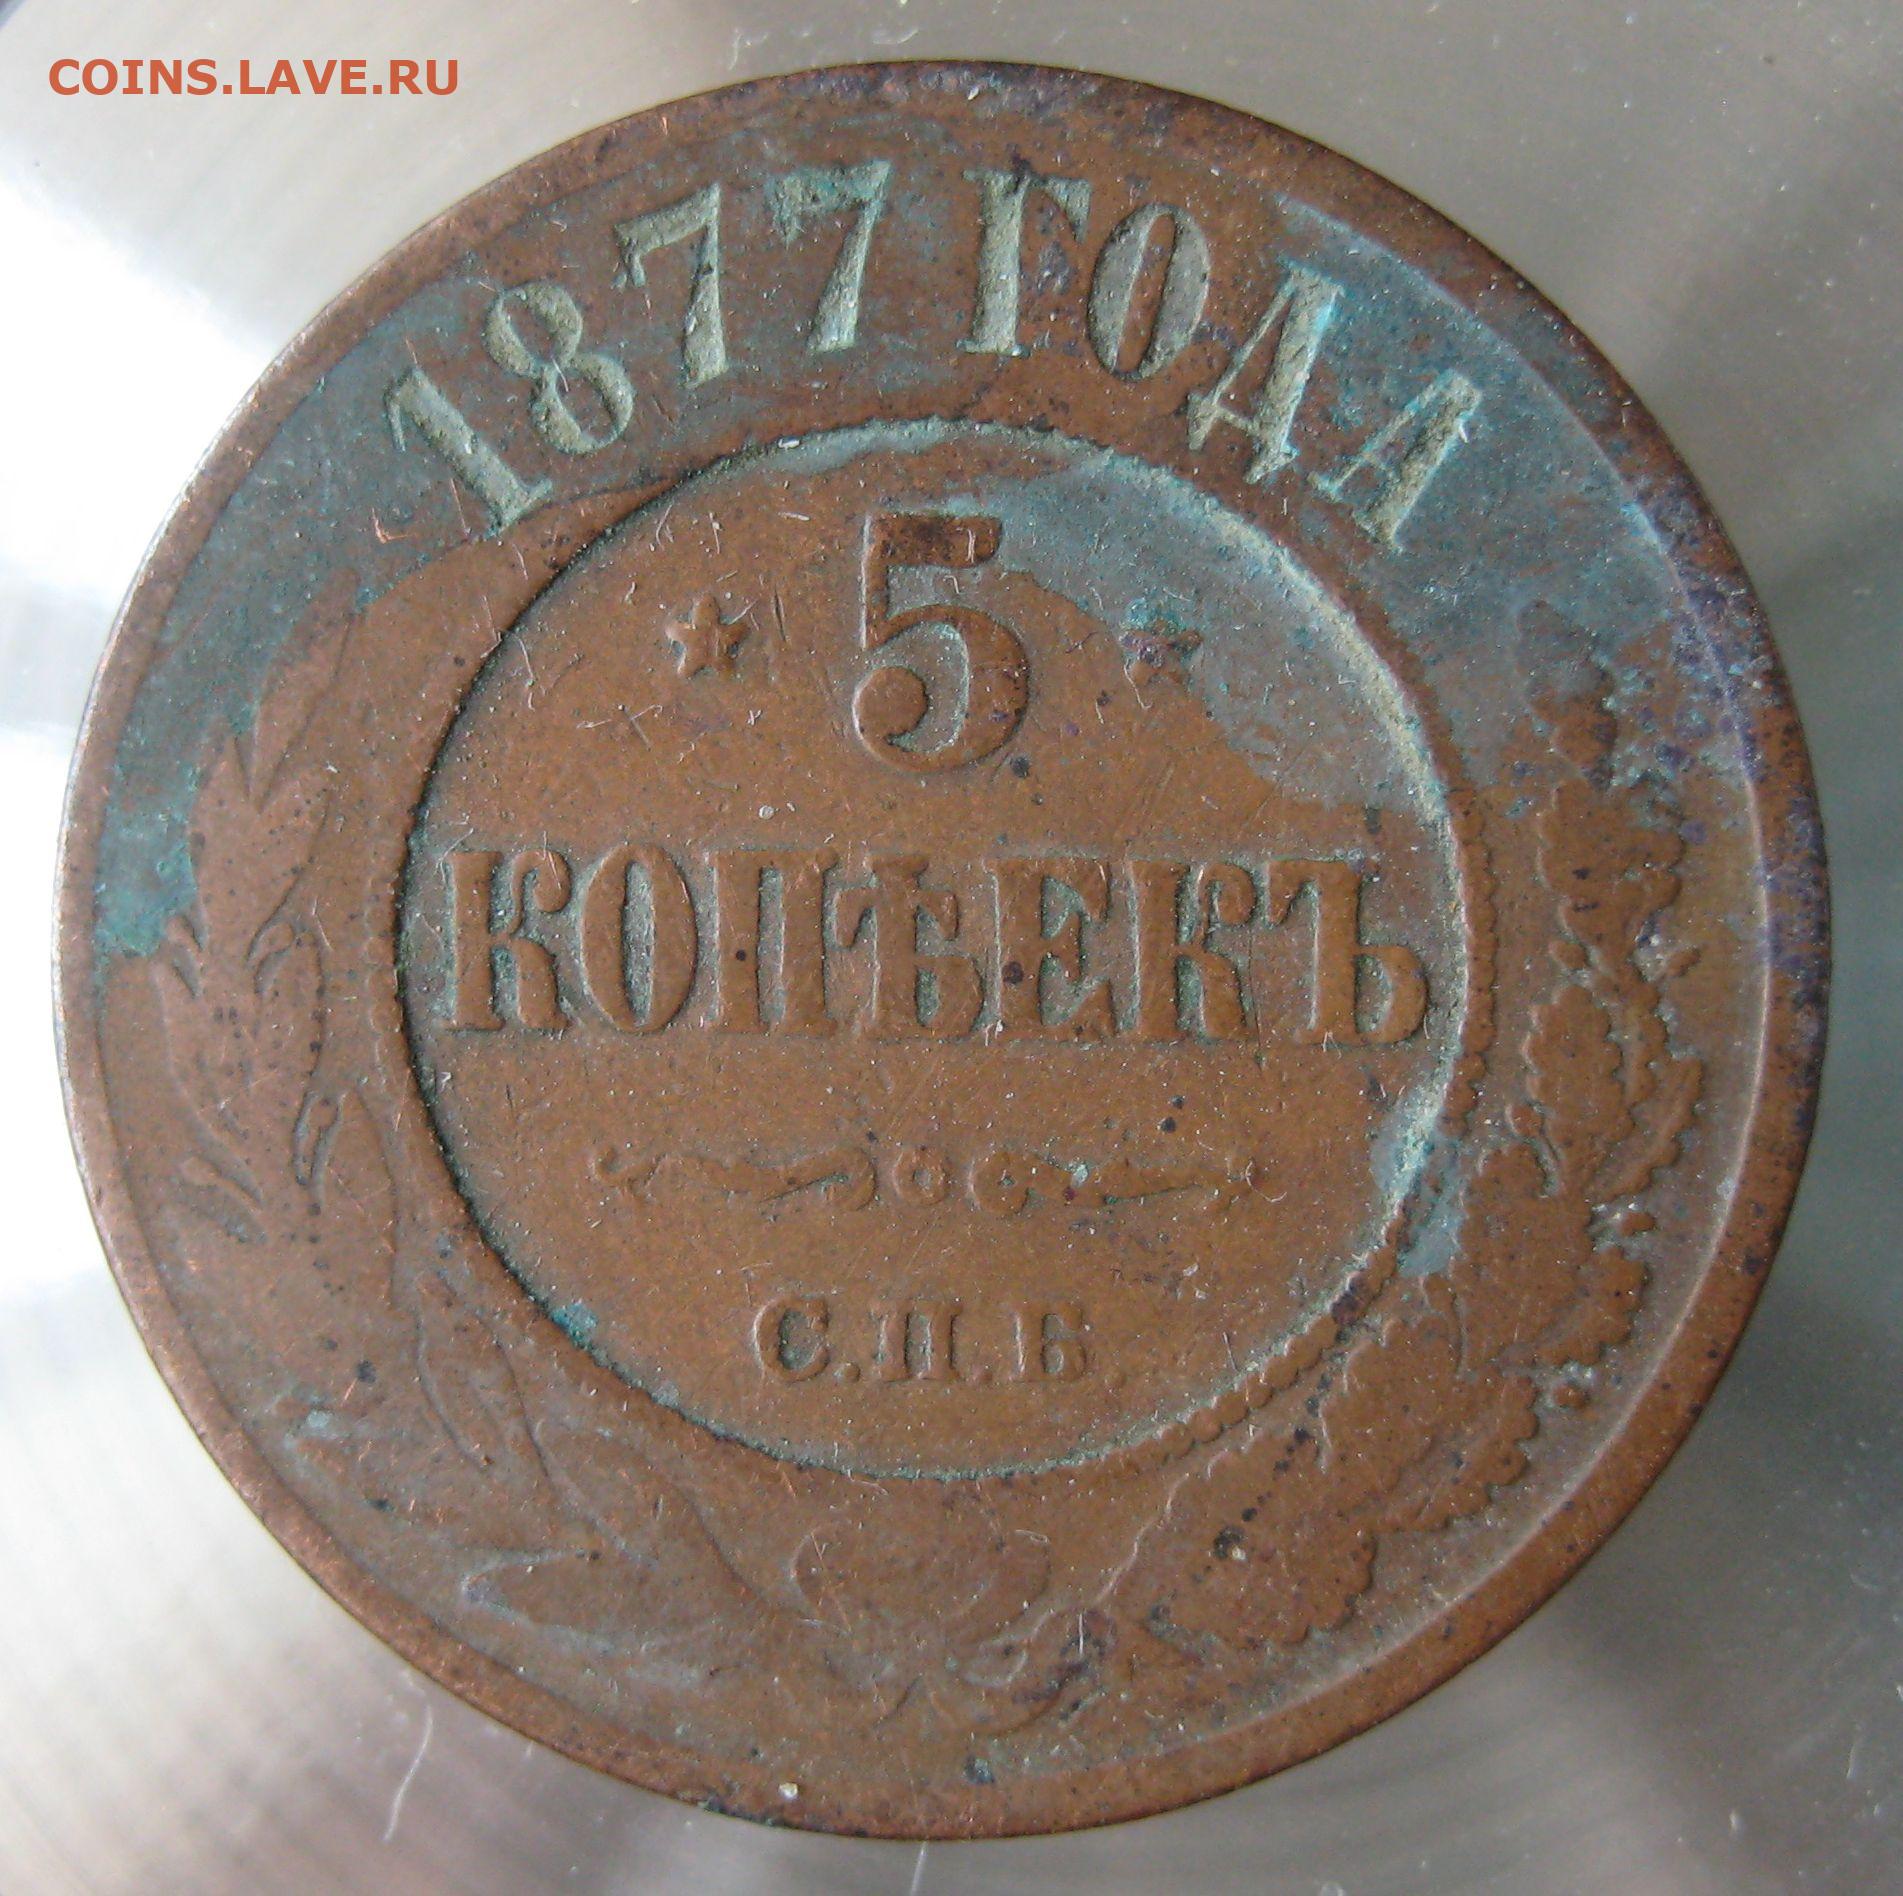 COINS.LAVE.RU
1877 ГОДА
5
КОПѢЕКЪ
С.П.Б.